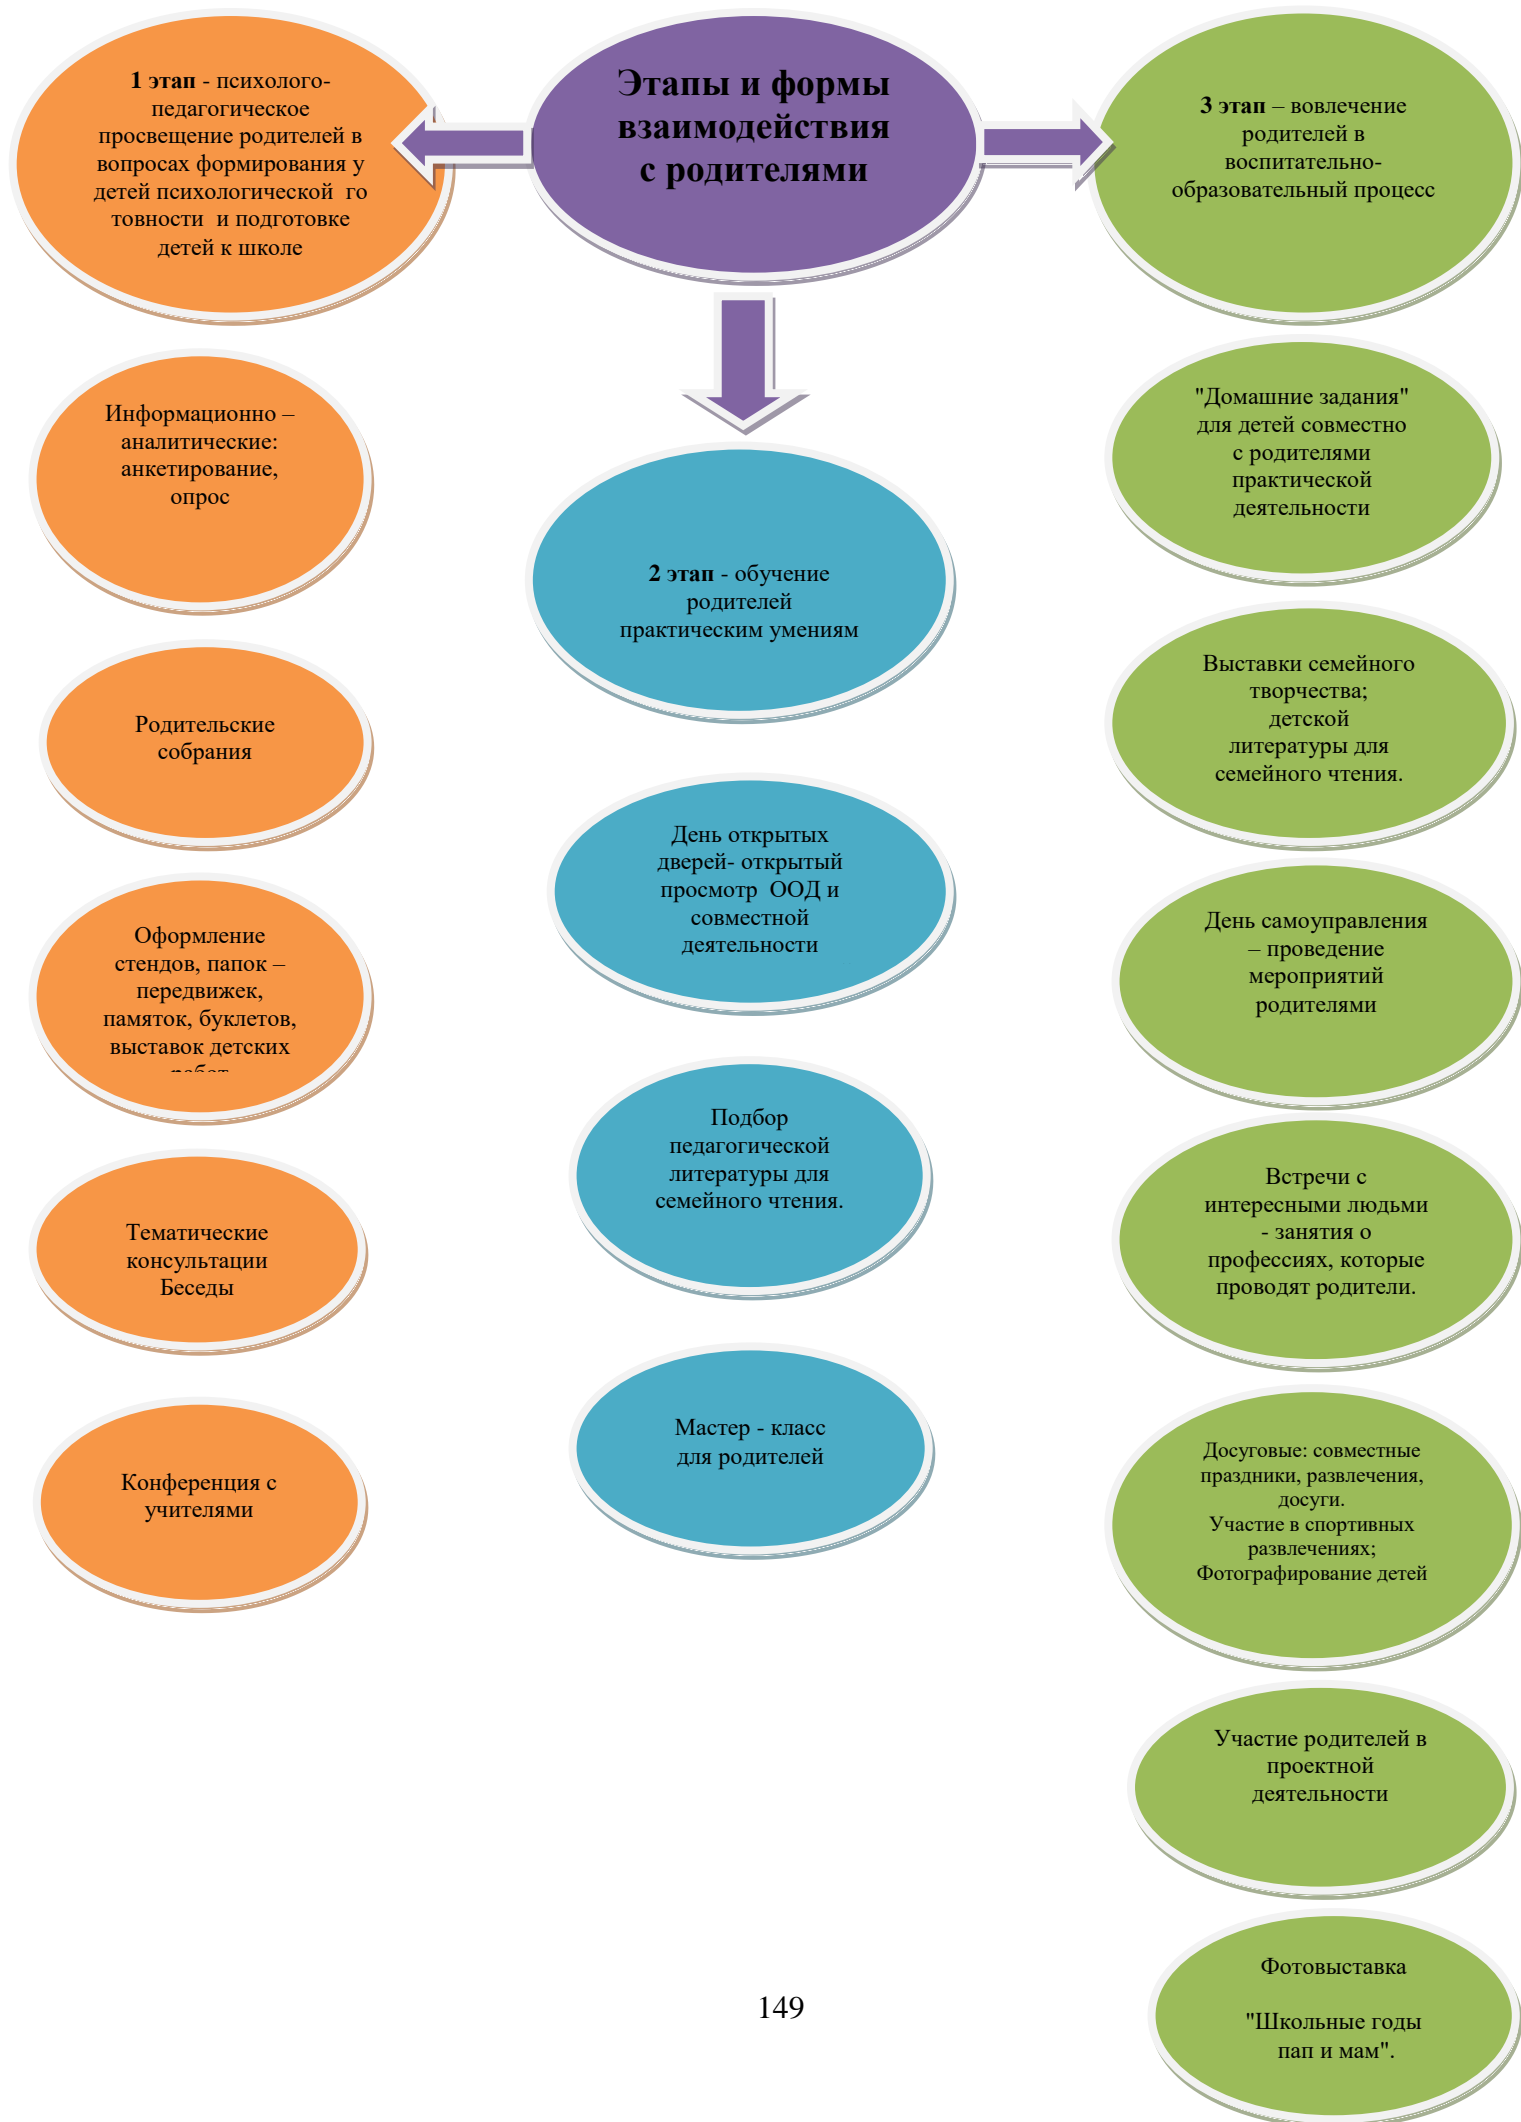 Этапы и формы
взаимодействия
с родителями
1 этап - психолого-
педагогическое
просвещение родителей в
вопросах формирования у
детей психологической  го
товности  и подготовке
детей к школе
Информационно –
аналитические:
анкетирование,
опрос
Родительские
собрания
Оформление
стендов, папок –
передвижек,
памяток, буклетов,
выставок детских
Тематические
консультации
Беседы
Конференция с
учителями
2 этап - обучение
родителей
практическим умениям
День открытых
дверей- открытый
просмотр  ООД и
совместной
деятельности
Подбор
педагогической
литературы для
семейного чтения.
Мастер - класс
для родителей
3 этап – вовлечение
родителей в
воспитательно-
образовательный процесс
"Домашние задания"
для детей совместно
с родителями
практической
деятельности
Выставки семейного
творчества;
детской
литературы для
семейного чтения.
День самоуправления
– проведение
мероприятий
родителями
Встречи с
интересными людьми
- занятия о
профессиях, которые
проводят родители.
Досуговые: совместные
праздники, развлечения,
досуги.
Участие в спортивных
развлечениях;
Фотографирование детей
Участие родителей в
проектной
деятельности
Фотовыставка
"Школьные годы
пап и мам".
149